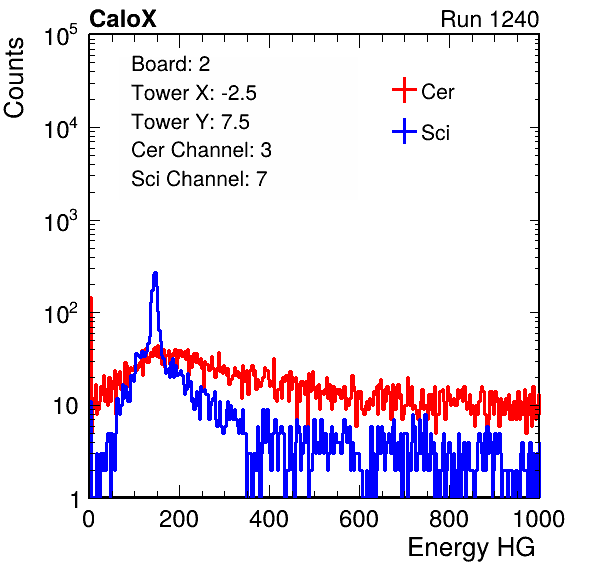 CaloX Run 1240
Counts
Board: 2
Tower X: -2.5
Tower Y: 7.5
Cer Channel: 3
Sci Channel: 7
Cer
Sci
10^5
10^4
10^3
10^2
10
1
0 200 400 600 800 1000
Energy HG